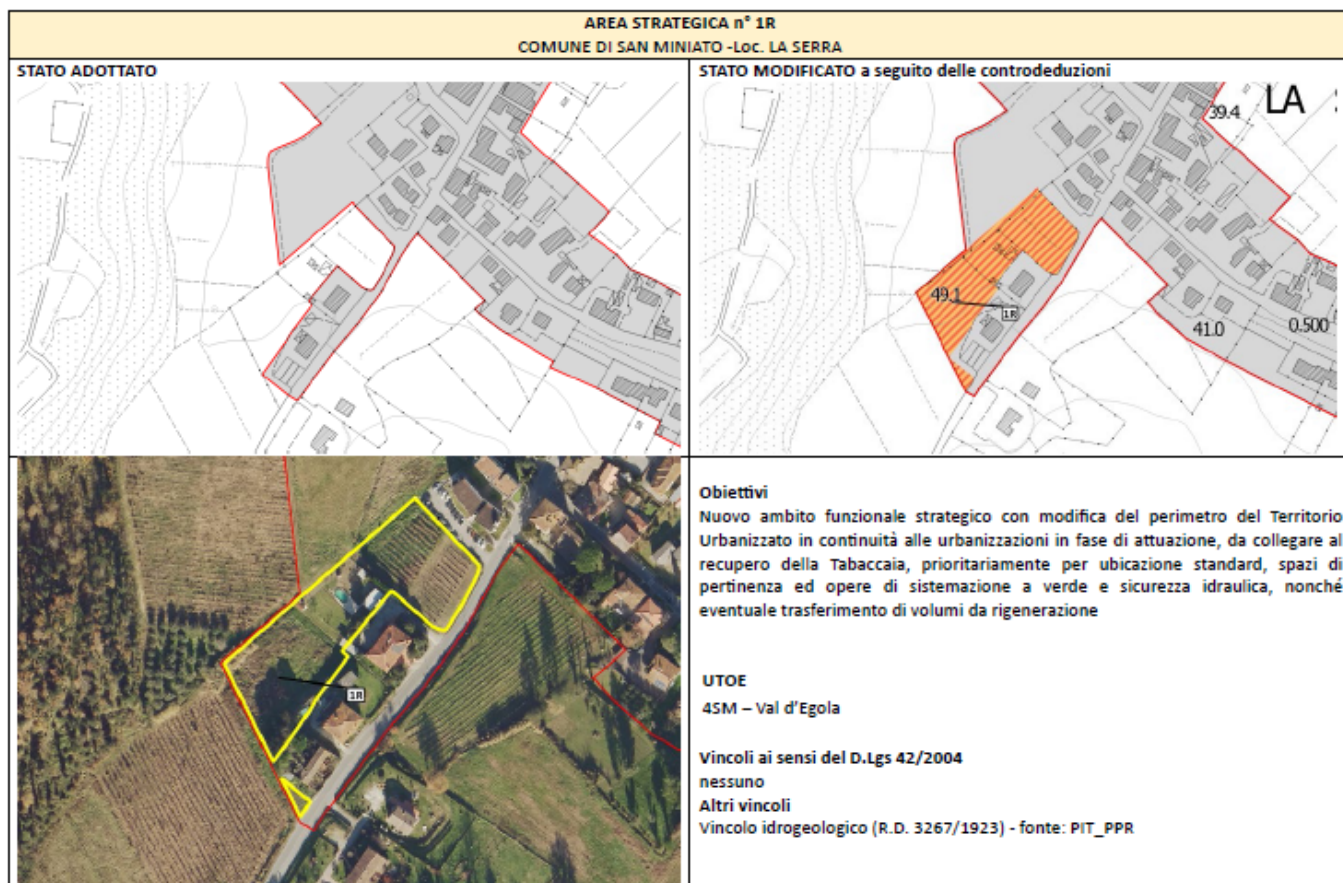 AREA STRATEGICA n° 1R
COMUNE DI SAN MINIATO -Loc. LA SERRA
STATO ADOTTATO
STATO MODIFICATO a seguito delle controdeduzioni
LA
39.4
49.1
1R
41.0
0.500
1R
Obiettivi
Nuovo ambito funzionale strategico con modifica del perimetro del Territorio
Urbanizzato in continuità alle urbanizzazioni in fase di attuazione, da collegare al
recupero della Tabaccaia, prioritariamente per ubicazione standard, spazi di
pertinenza ed opere di sistemazione a verde e sicurezza idraulica, nonché
eventuale trasferimento di volumi da rigenerazione
UTOE
4SM – Val d'Egola
Vincoli ai sensi del D.Lgs 42/2004
nessuno
Altri vincoli
Vincolo idrogeologico (R.D. 3267/1923) - fonte: PIT_PPR